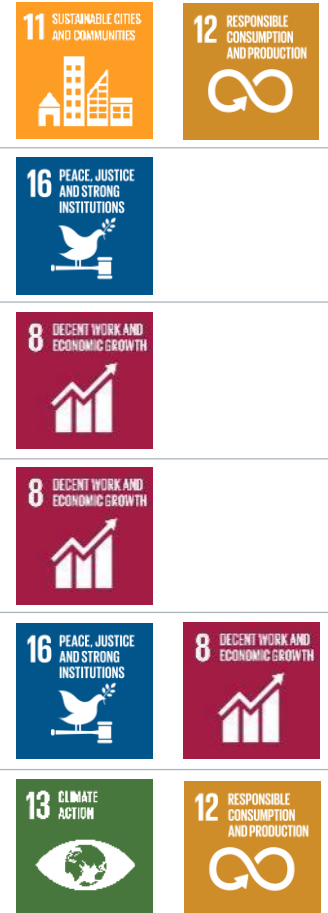 11 SUSTAINABLE CITIES
AND COMMUNITIES
12 RESPONSIBLE
CONSUMPTION
AND PRODUCTION
16 PEACE, JUSTICE
AND STRONG
INSTITUTIONS
8 DECENT WORK AND
ECONOMIC GROWTH
8 DECENT WORK AND
ECONOMIC GROWTH
16 PEACE, JUSTICE
AND STRONG
INSTITUTIONS
8 DECENT WORK AND
ECONOMIC GROWTH
13 CLIMATE
ACTION
12 RESPONSIBLE
CONSUMPTION
AND PRODUCTION